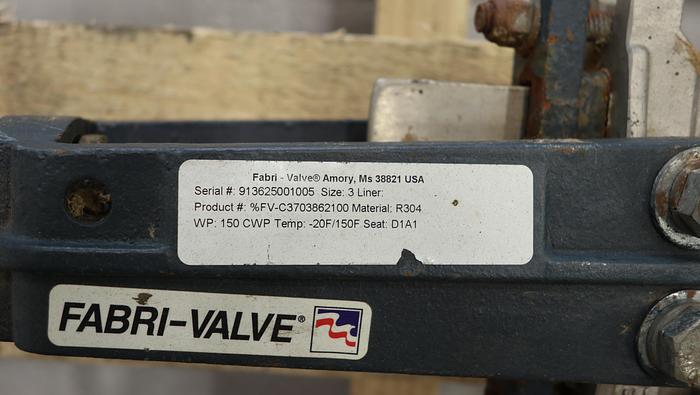 Fabri - Valve® Amory, Ms 38821 USA
Serial #: 913625001005 Size: 3 Liner:
Product #: %FV-C3703862100 Material: R304
WP: 150 CWP Temp: -20F/150F Seat: D1A1
FABRI-VALVE®